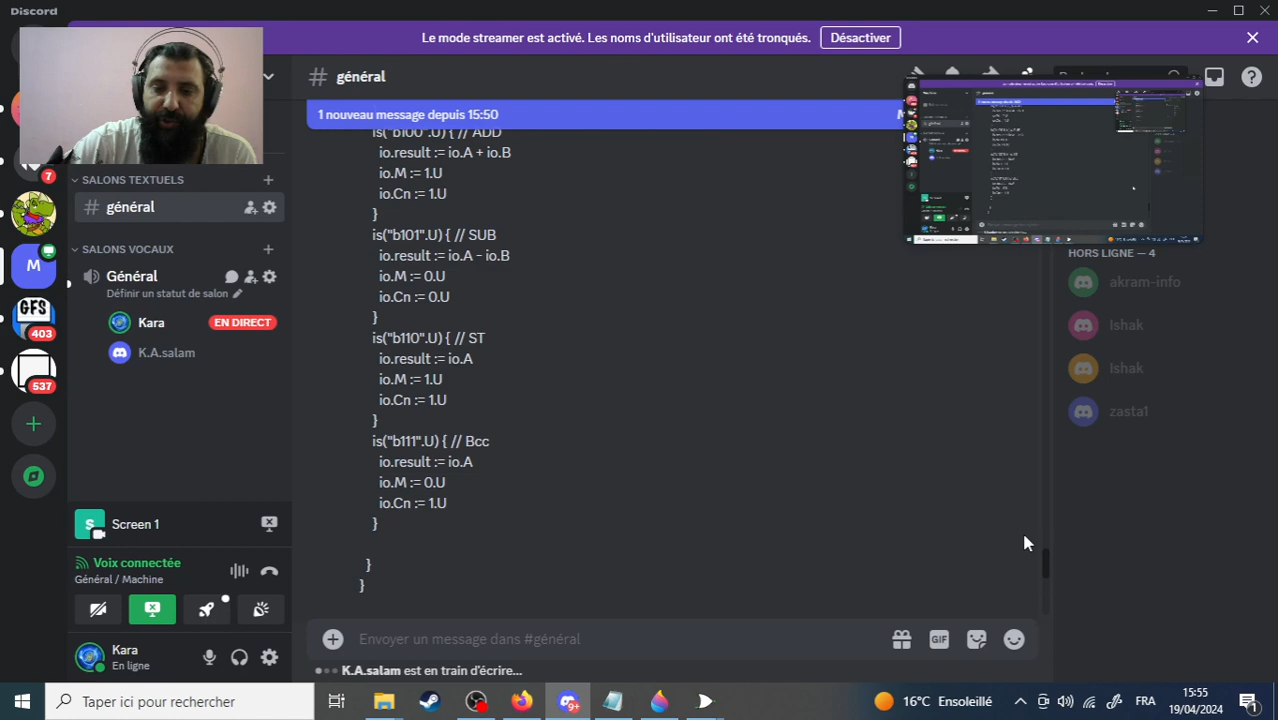 Discord
Le mode streamer est activé. Les noms d'utilisateur ont été tronqués.
Désactiver
général
1 nouveau message depuis 15:50
is("b100".U) { // ADD
io.result := io.A + io.B
io.M := 1.U
io.Cn := 1.U
}
is("b101".U) { // SUB
io.result := io.A - io.B
io.M := 0.U
io.Cn := 0.U
}
is("b110".U) { // ST
io.result := io.A
io.M := 1.U
io.Cn := 1.U
}
is("b111".U) { // Bcc
io.result := io.A
io.M := 0.U
io.Cn := 1.U
}
}
}
Envoyer un message dans #général
GIF
K.A.salam est en train d'écrire...
7
M
GFS
403
537
SALONS TEXTUELS
# général
SALONS VOCAUX
Général
Définir un statut de salon
Kara
EN DIRECT
K.A.salam
S
Screen 1
Voix connectée
Général / Machine
Kara
En ligne
HORS LIGNE — 4
akram-info
Ishak
Ishak
zasta1
Taper ici pour rechercher
9+
16°C Ensoleillé
FRA
15:55
19/04/2024
1